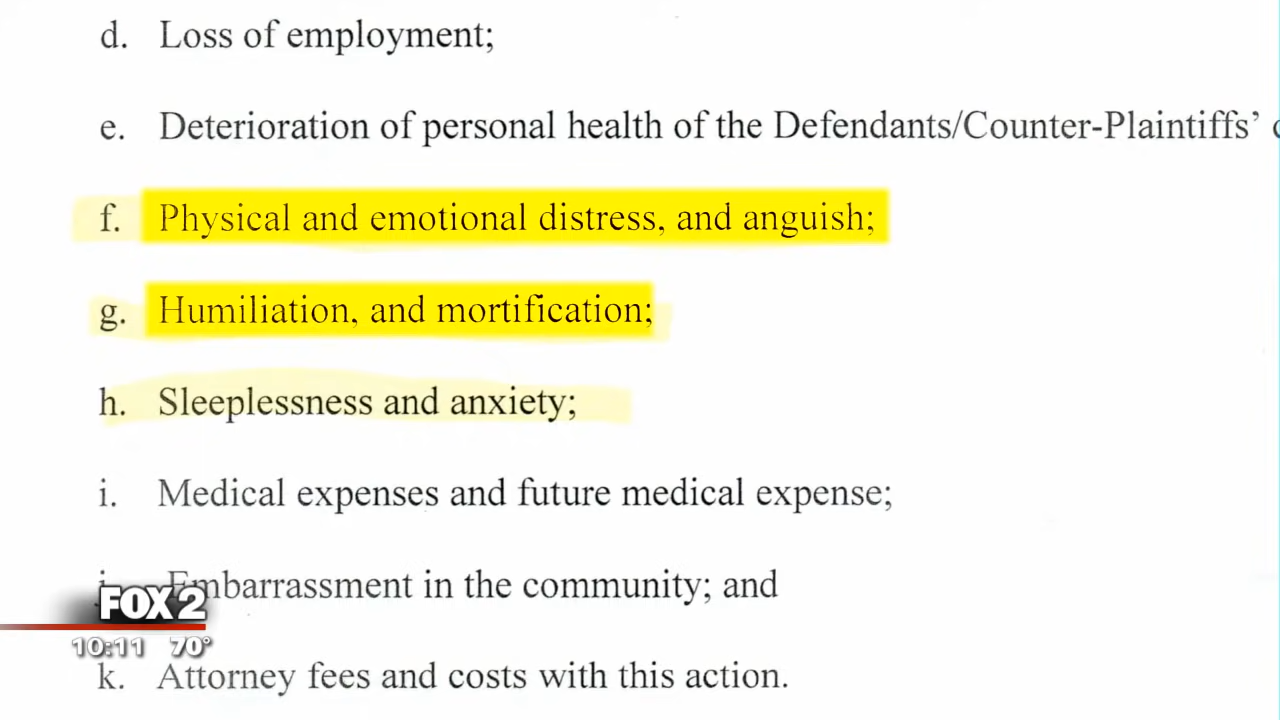 d. Loss of employment;
e. Deterioration of personal health of the Defendants/Counter-Plaintiffs’
f. Physical and emotional distress, and anguish;
g. Humiliation, and mortification;
h. Sleeplessness and anxiety;
i. Medical expenses and future medical expense;
j. Embarrassment in the community; and
FOX 2
10:11 70°
k. Attorney fees and costs with this action.